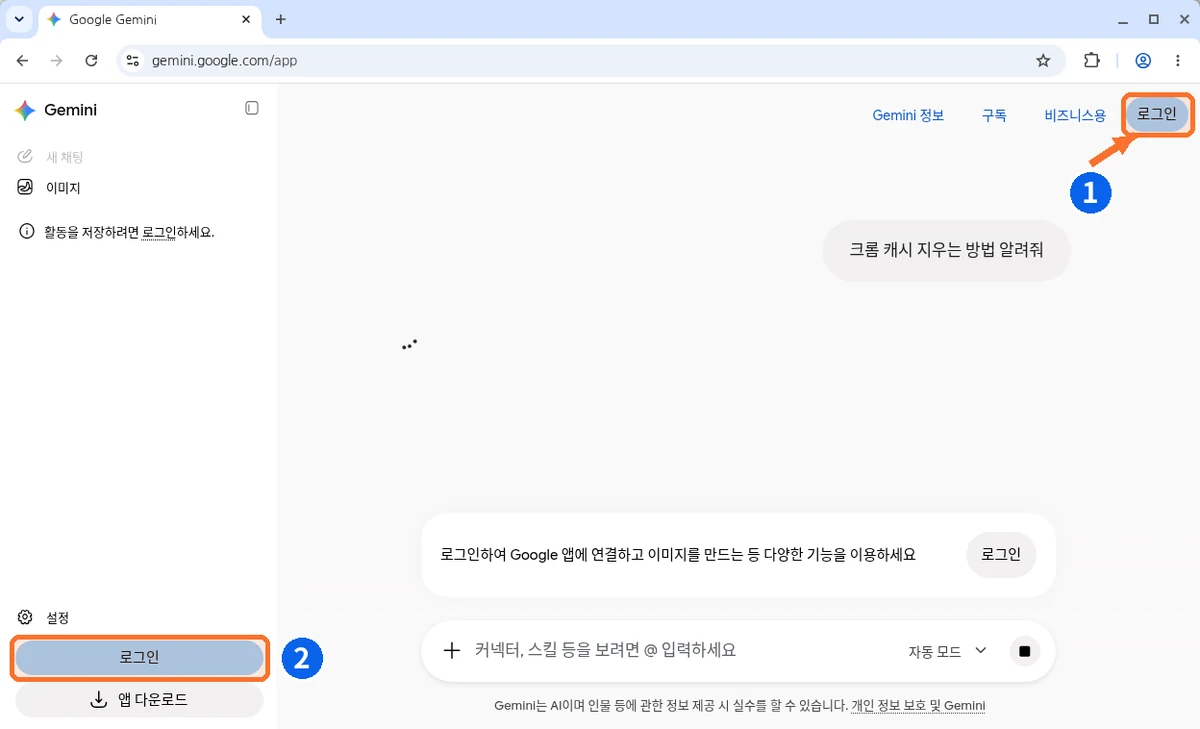 Google Gemini
gemini.google.com/app
Gemini
Gemini 정보
구독
비즈니스용
로그인
1
새 채팅
이미지
활동을 저장하려면 로그인하세요.
크롬 캐시 지우는 방법 알려줘
로그인하여 Google 앱에 연결하고 이미지를 만드는 등 다양한 기능을 이용하세요
로그인
설정
로그인
2
앱 다운로드
커넥터, 스킬 등을 보려면 @ 입력하세요
자동 모드
Gemini는 AI이며 인물 등에 관한 정보 제공 시 실수를 할 수 있습니다. 개인 정보 보호 및 Gemini